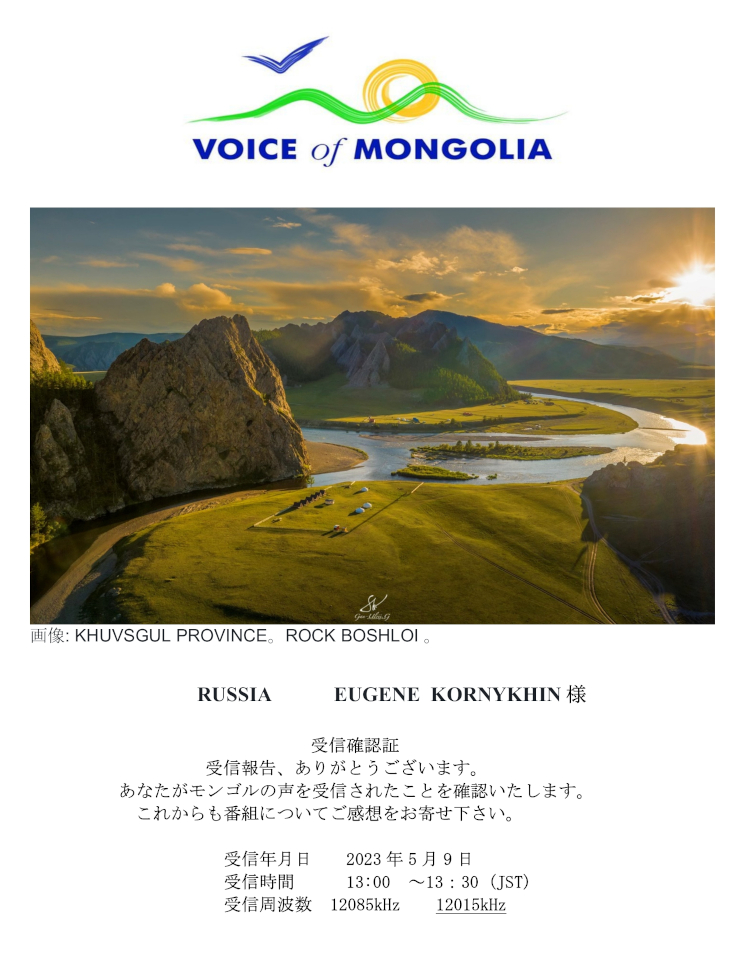 VOICE of MONGOLIA
画像: KHUVSGUL PROVINCE。ROCK BOSHLOI 。
RUSSIA EUGENE KORNYKHIN 様
受信確認証
受信報告、ありがとうございます。
あなたがモンゴルの声を受信されたことを確認いたします。
これからも番組についてご感想をお寄せ下さい。
受信年月日 2023 年 5 月 9 日
受信時間 13:00 ～13：30 (JST)
受信周波数 12085kHz 12015kHz